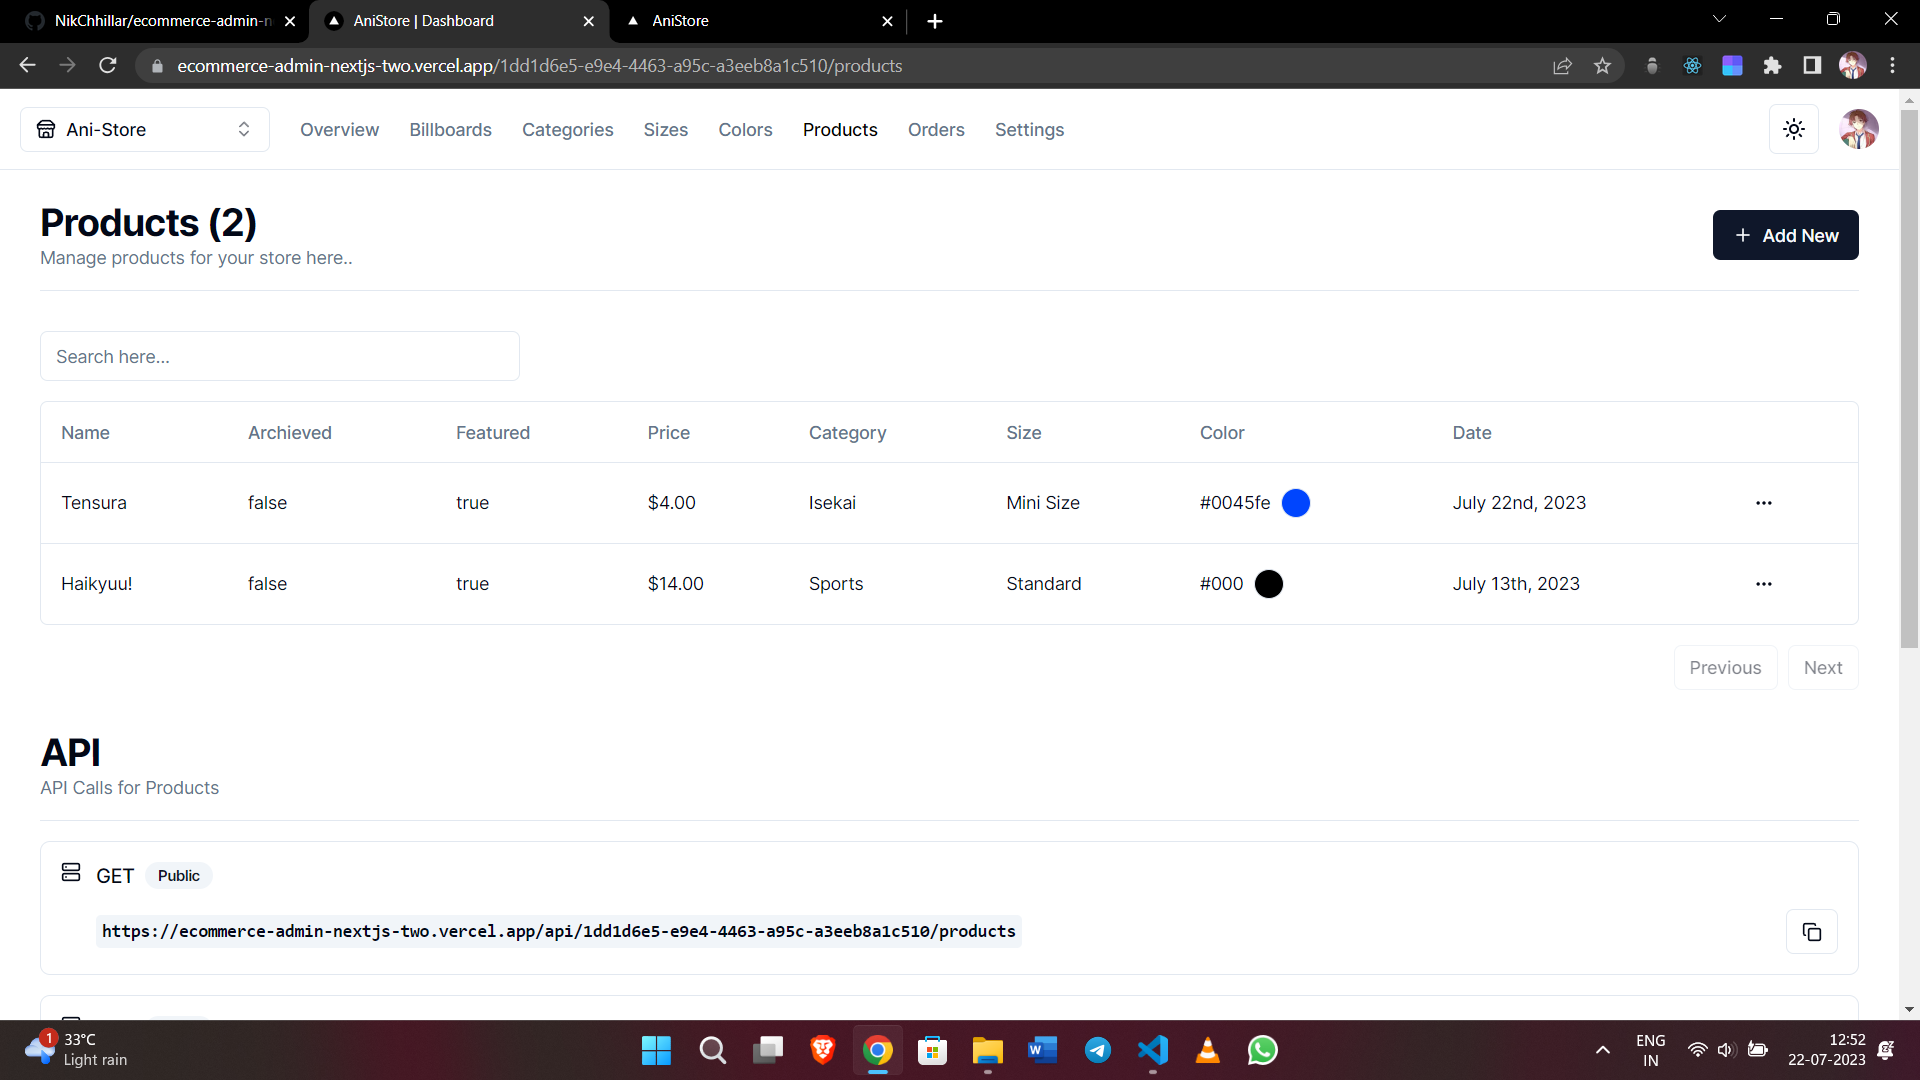 NikChhillar/ecommerce-admin-n
AniStore | Dashboard
AniStore
ecommerce-admin-nextjs-two.vercel.app/1dd1d6e5-e9e4-4463-a95c-a3eeb8a1c510/products
Ani-Store Overview Billboards Categories Sizes Colors Products Orders Settings
Products (2)
Manage products for your store here..
+ Add New
Search here...
Name Archieved Featured Price Category Size Color Date
Tensura false true $4.00 Isekai Mini Size #0045fe July 22nd, 2023
Haikyuu! false true $14.00 Sports Standard #000 July 13th, 2023
Previous Next
API
API Calls for Products
GET Public
https://ecommerce-admin-nextjs-two.vercel.app/api/1dd1d6e5-e9e4-4463-a95c-a3eeb8a1c510/products
1
33°C
Light rain
W
ENG
IN
12:52
22-07-2023